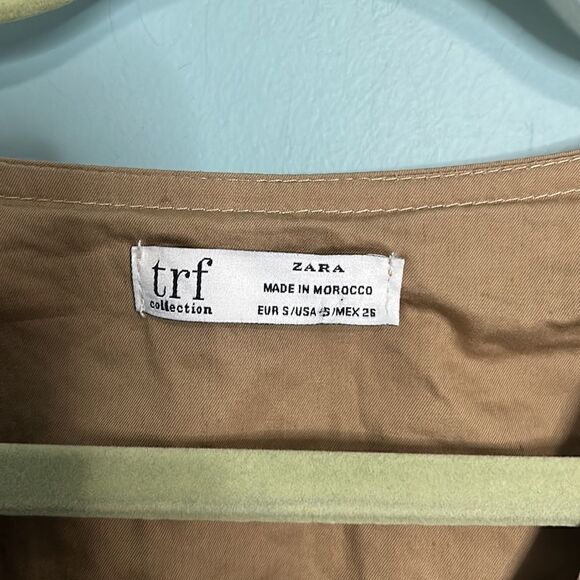 trf
collection
ZARA
MADE IN MOROCCO
EUR S/USA S/MEX 26